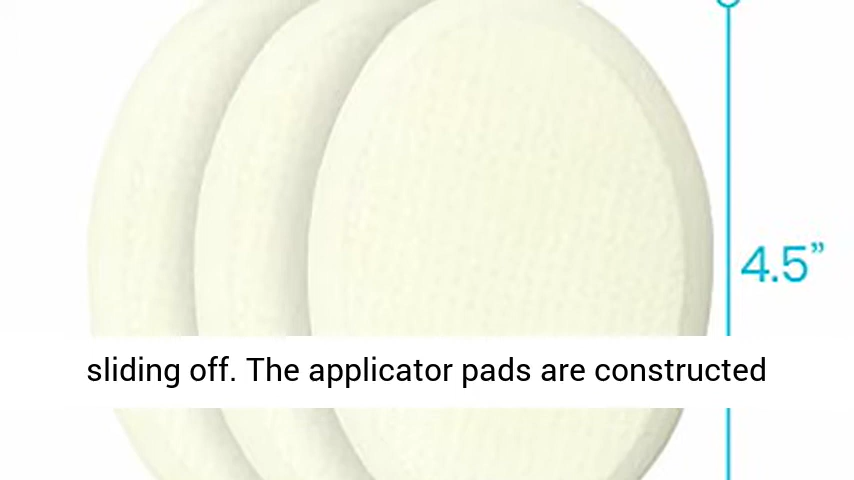 4.5”
sliding off. The applicator pads are constructed